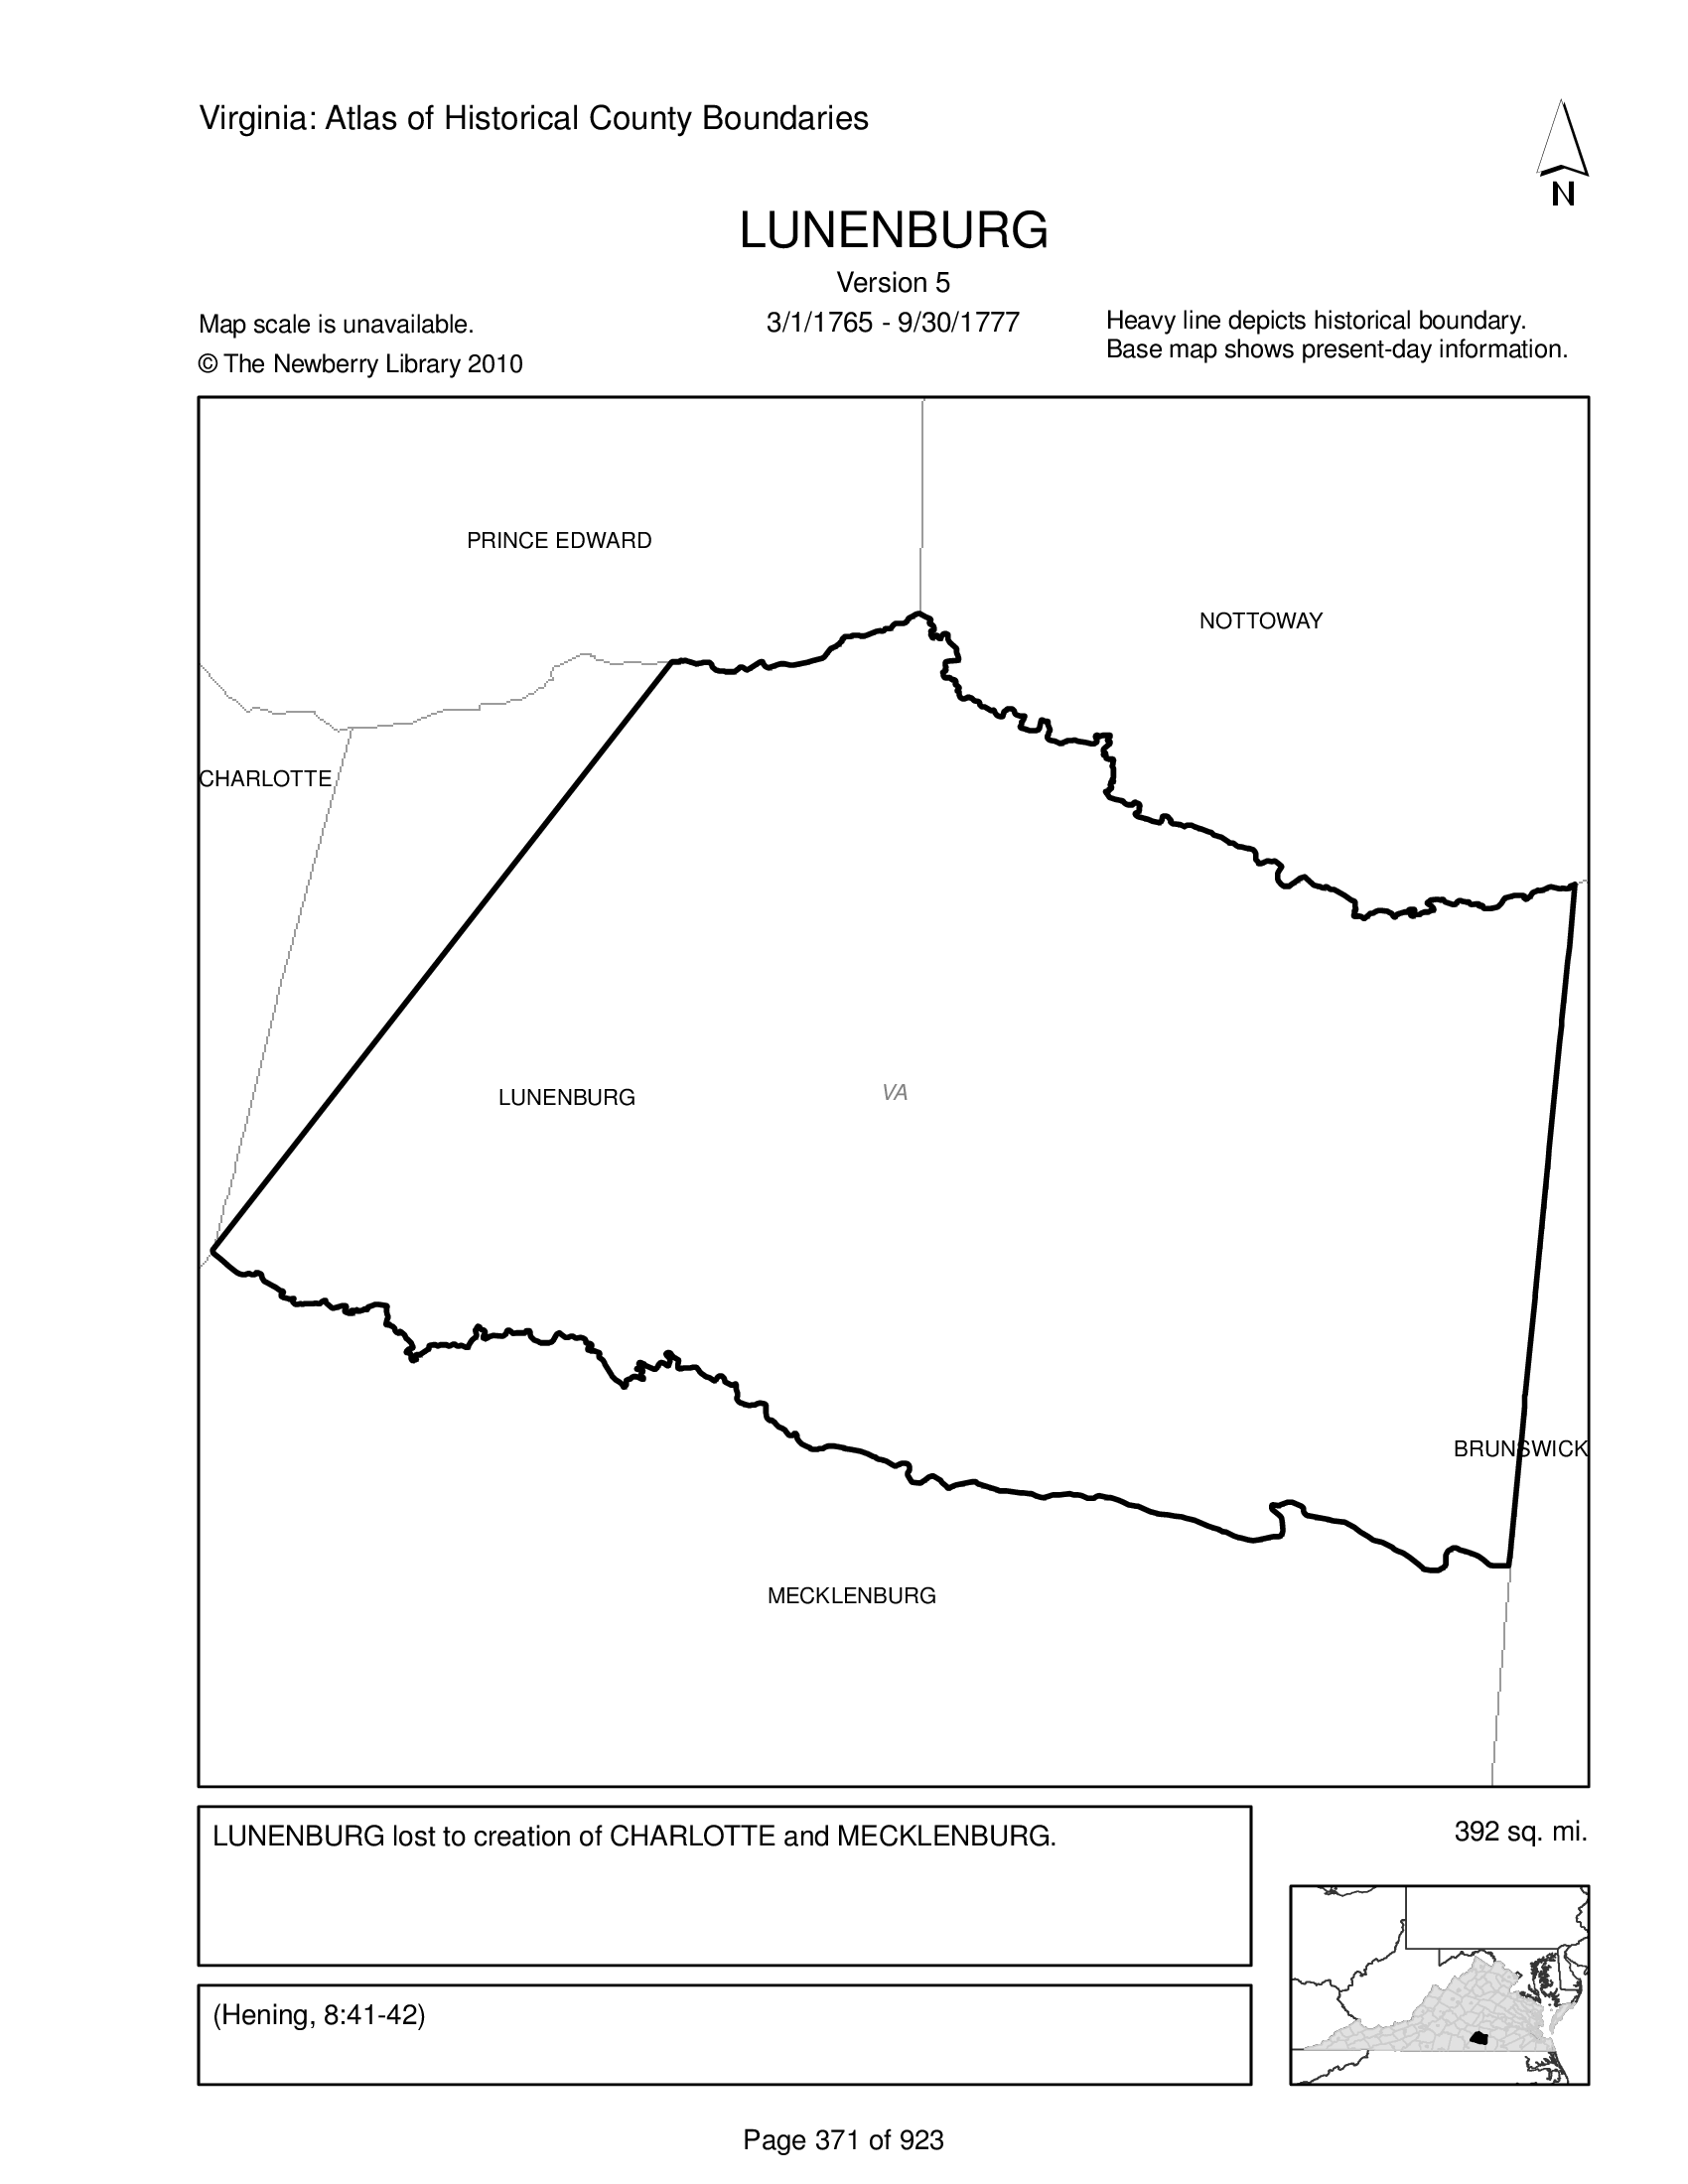 Virginia: Atlas of Historical County Boundaries
N
LUNENBURG
Version 5
3/1/1765 - 9/30/1777
Map scale is unavailable.
© The Newberry Library 2010
Heavy line depicts historical boundary.
Base map shows present-day information.
PRINCE EDWARD
NOTTOWAY
CHARLOTTE
LUNENBURG
VA
BRUNSWICK
MECKLENBURG
LUNENBURG lost to creation of CHARLOTTE and MECKLENBURG.
392 sq. mi.
(Hening, 8:41-42)
Page 371 of 923